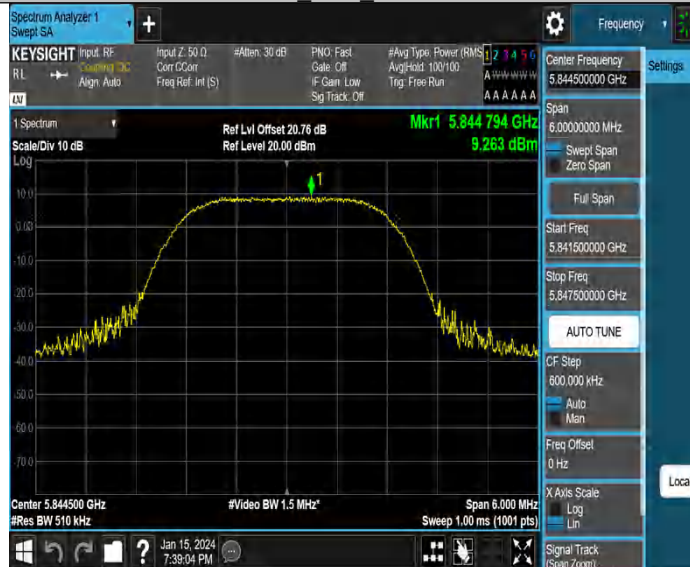 Spectrum Analyzer 1
Swept SA
+
Frequency
KEYSIGHT
RL
Input: RF
Coupling: DC
Align: Auto
Input Z: 50 Ω
Corr CCorr
Freq Ref: Int (S)
#Atten: 30 dB
PNO: Fast
Gate: Off
IF Gain: Low
Sig Track: Off
#Avg Type: Power (RMS
Avg|Hold: 100/100
Trig: Free Run
1 2 3 4 5 6
A W W W W W
A A A A A A
LXI
1 Spectrum
Scale/Div 10 dB
Log
Ref Lvl Offset 20.76 dB
Ref Level 20.00 dBm
Mkr1 5.844 794 GHz
9.263 dBm
1
10.0
0.00
-10.0
-20.0
-30.0
-40.0
-50.0
-60.0
-70.0
Center 5.844500 GHz
#Res BW 510 kHz
#Video BW 1.5 MHz*
Span 6.000 MHz
Sweep 1.00 ms (1001 pts)
Center Frequency
5.844500000 GHz
Settings
Span
6.00000000 MHz
Swept Span
Zero Span
Full Span
Start Freq
5.841500000 GHz
Stop Freq
5.847500000 GHz
AUTO TUNE
CF Step
600.000 kHz
Auto
Man
Freq Offset
0 Hz
X Axis Scale
Log
Lin
Loca
Signal Track
(Span Zoom)
?
Jan 15, 2024
7:39:04 PM